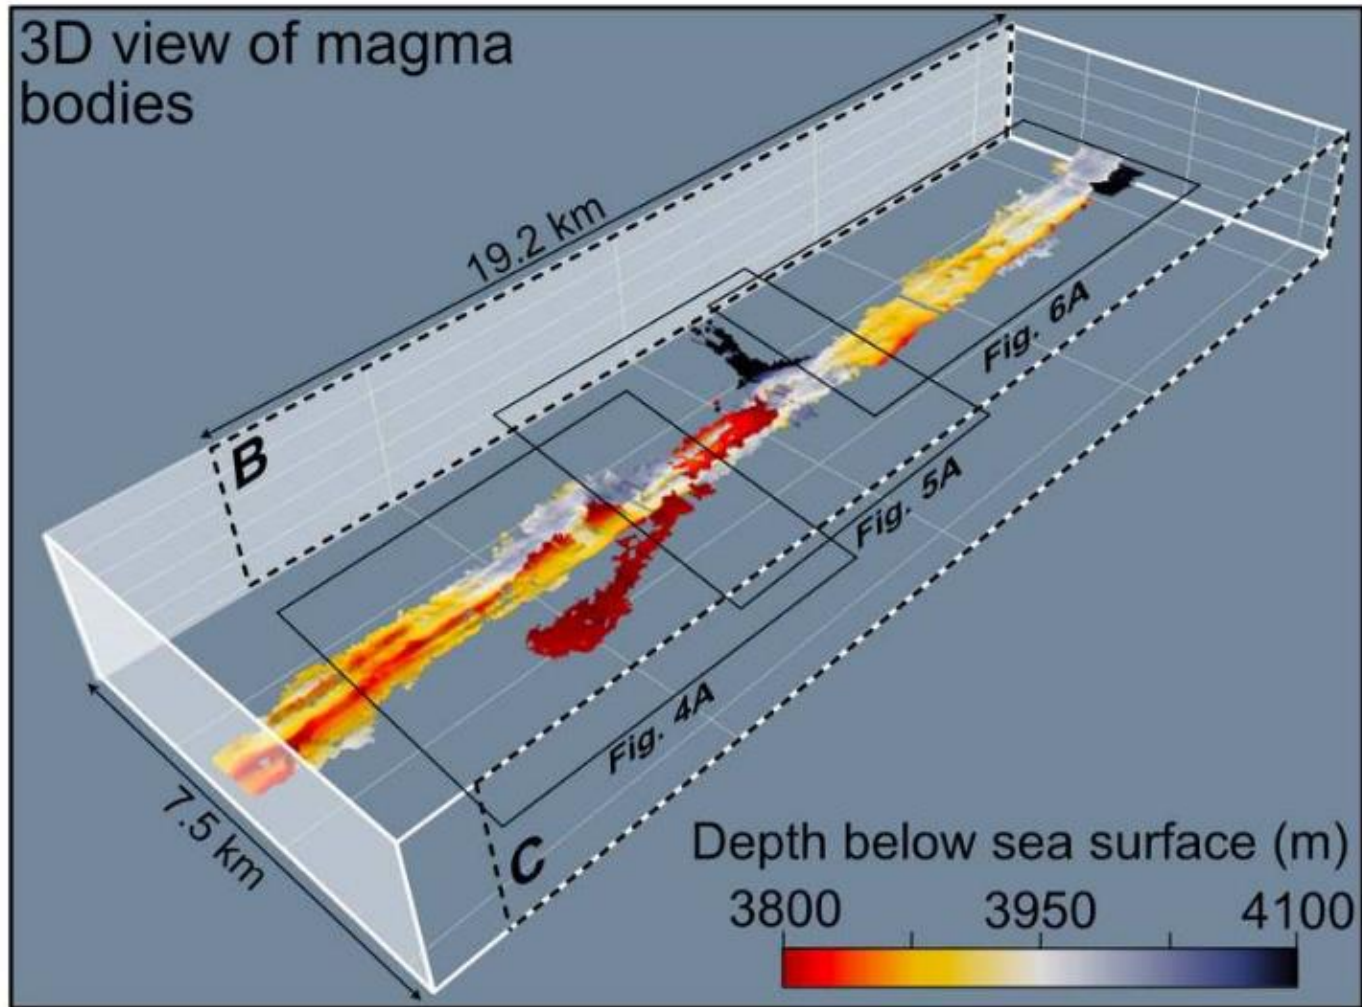 3D view of magma
bodies
19.2 km
B
Fig. 6A
Fig. 5A
Fig. 4A
7.5 km
C
Depth below sea surface (m)
3800 3950 4100